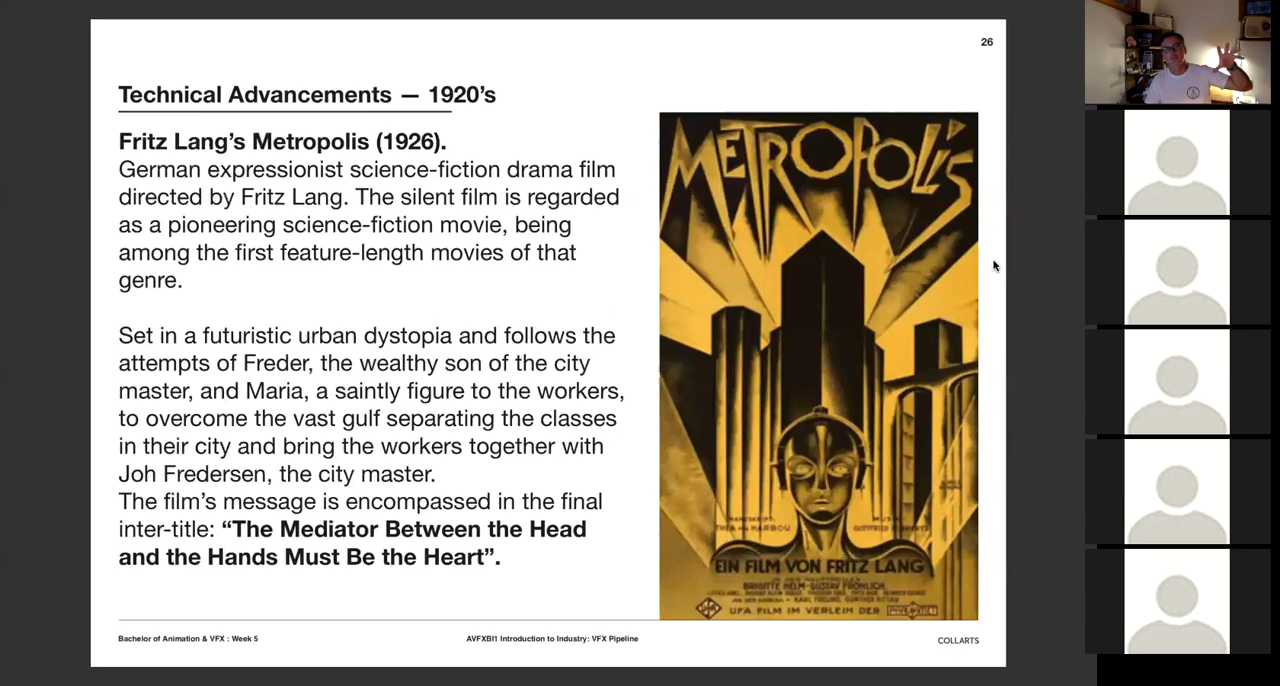 26
Technical Advancements — 1920’s
Fritz Lang’s Metropolis (1926).
German expressionist science-fiction drama film
directed by Fritz Lang. The silent film is regarded
as a pioneering science-fiction movie, being
among the first feature-length movies of that
genre.
Set in a futuristic urban dystopia and follows the
attempts of Freder, the wealthy son of the city
master, and Maria, a saintly figure to the workers,
to overcome the vast gulf separating the classes
in their city and bring the workers together with
Joh Fredersen, the city master.
The film’s message is encompassed in the final
inter-title: “The Mediator Between the Head
and the Hands Must Be the Heart”.
METROPOLIS
EIN FILM VON FRITZ LANG
BRIGITTE HELM-GUSTAV FRÖHLICH
UFA FILM IM VERLEIH DER
Bachelor of Animation & VFX : Week 5
AVFXBI1 Introduction to Industry: VFX Pipeline
COLLARTS